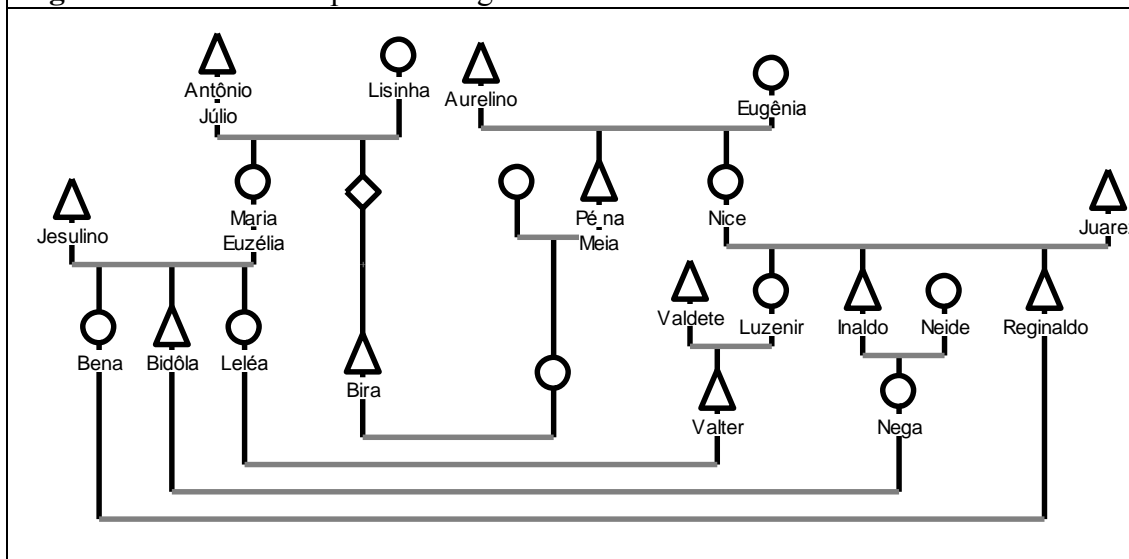 Antônio
Júlio
Lisinha
Aurelino
Eugênia
Jesulino
Maria
Euzélia
Pé na
Meia
Nice
Bena
Bidôla
Leléa
Bira
Valdete
Luzenir
Inaldo
Neide
Reginaldo
Valter
Nega